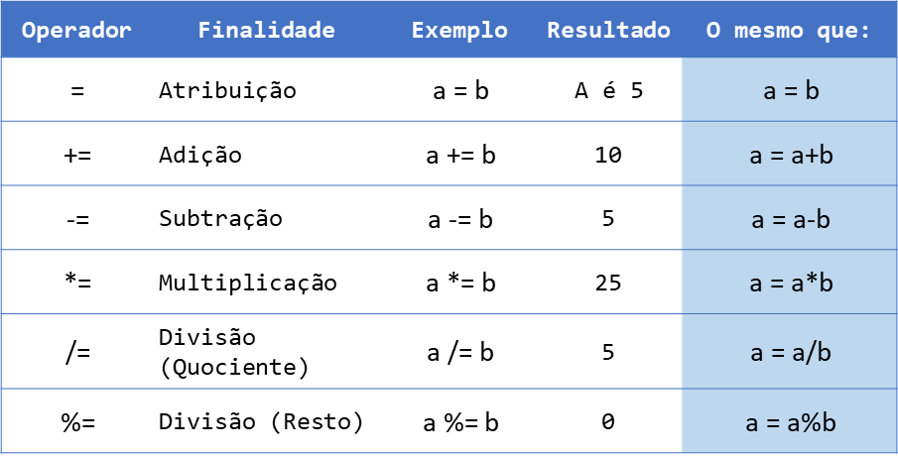 Operador Finalidade Exemplo Resultado O mesmo que:
= Atribuição a = b A é 5 a = b
+= Adição a += b 10 a = a+b
-= Subtração a -= b 5 a = a-b
*= Multiplicação a *= b 25 a = a*b
/= Divisão (Quociente) a /= b 5 a = a/b
%= Divisão (Resto) a %= b 0 a = a%b